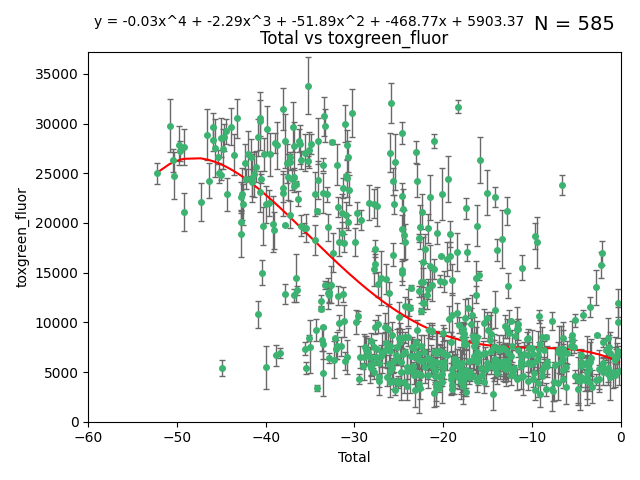 y = -0.03x^4 + -2.29x^3 + -51.89x^2 + -468.77x + 5903.37 N = 585
Total vs toxgreen_fluor
35000
30000
25000
20000
15000
10000
5000
0
toxgreen_fluor
−60 −50 −40 −30 −20 −10 0
Total